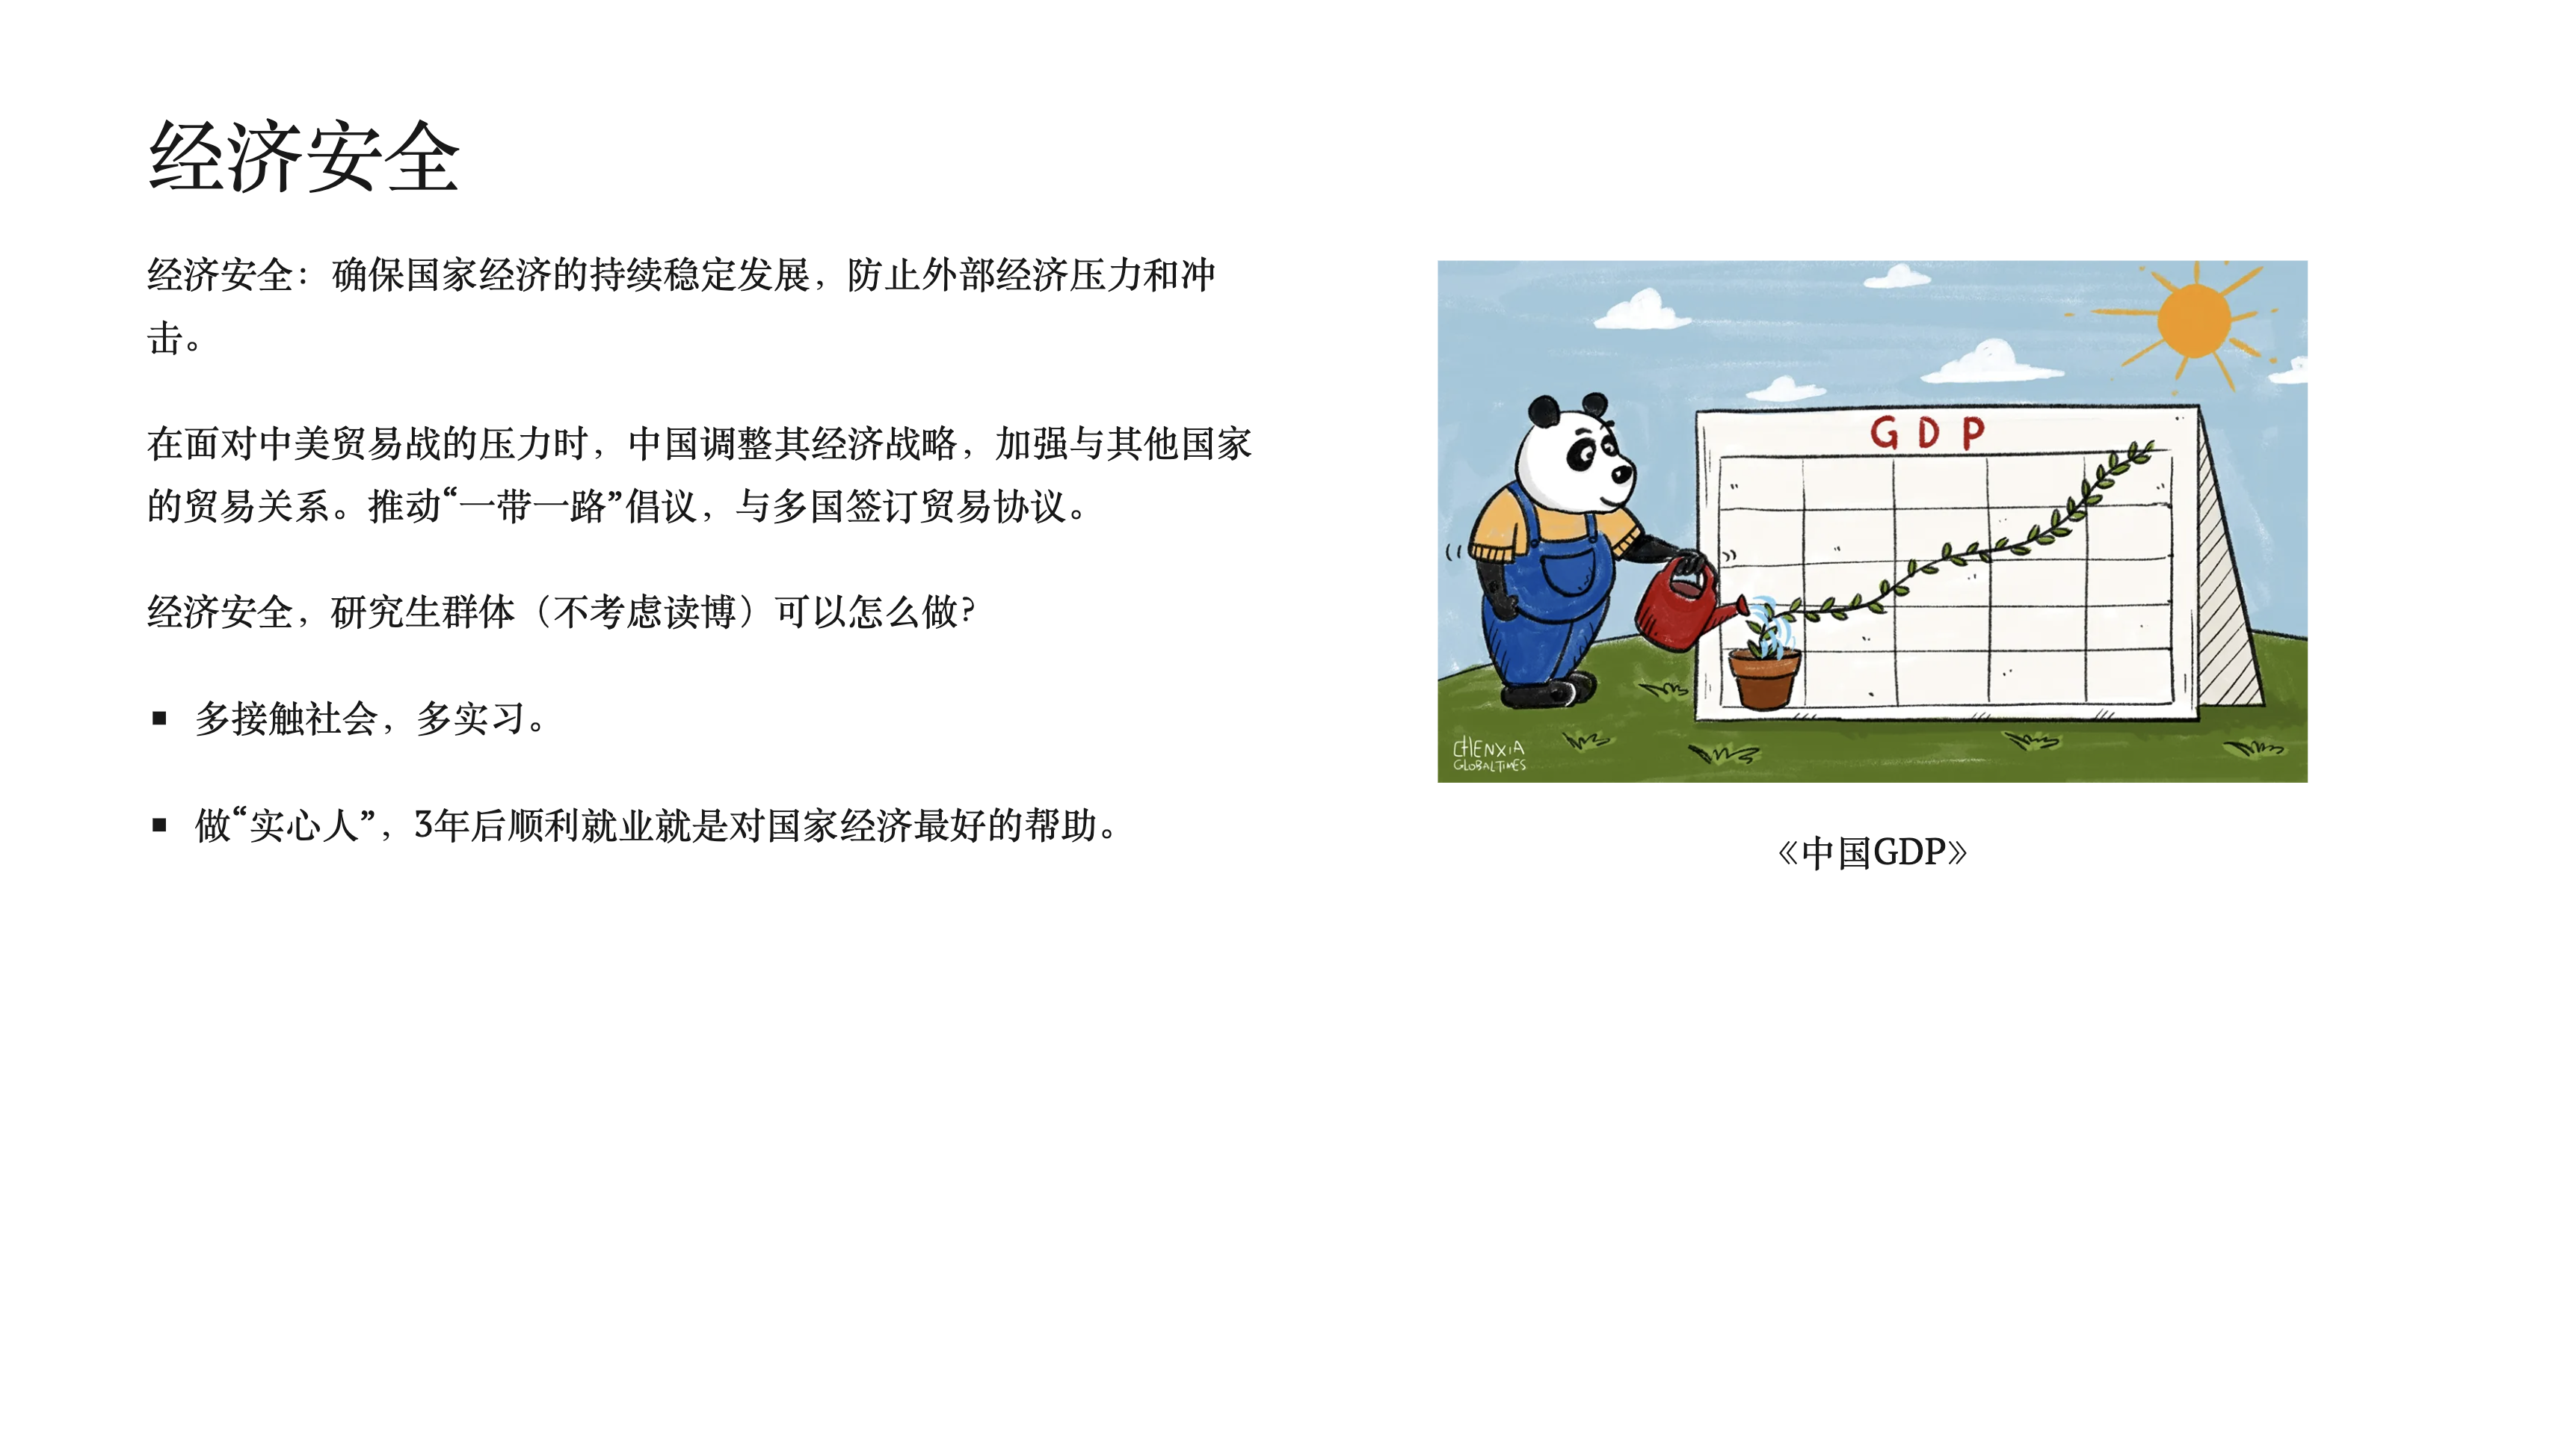 经济安全
经济安全：确保国家经济的持续稳定发展，防止外部经济压力和冲
击。
在面对中美贸易战的压力时，中国调整其经济战略，加强与其他国家
的贸易关系。推动“一带一路”倡议，与多国签订贸易协议。
经济安全，研究生群体（不考虑读博）可以怎么做？
▪ 多接触社会，多实习。
▪ 做“实心人”，3年后顺利就业就是对国家经济最好的帮助。
GDP
CHENXIA
GLOBALTIMES
《中国GDP》